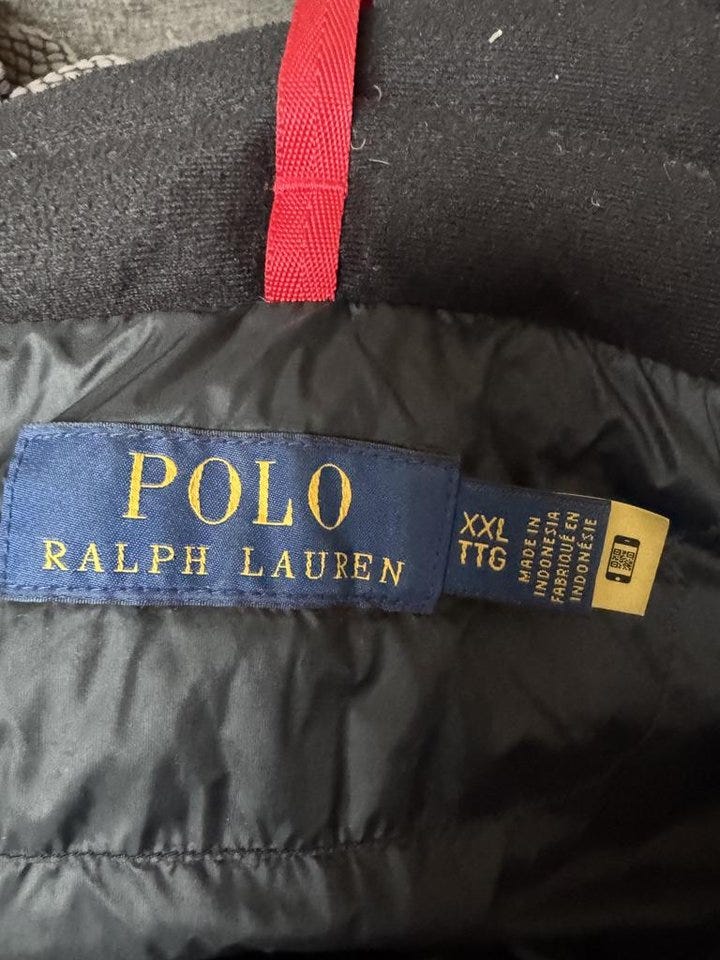 POLO
RALPH LAUREN
XXL
TTG
MADE IN
INDONESIA
FABRIQUÉ EN
INDONÉSIE